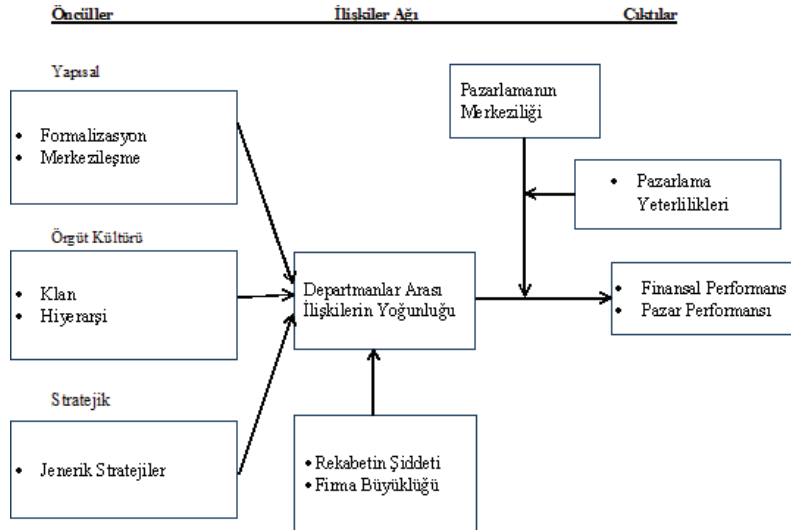 Öncüller İlişkiler Ağı Çıktılar
Yapısal
• Formalizasyon
• Merkezileşme
Pazarlamanın
Merkeziliği
• Pazarlama
Yeterlilikleri
Örgüt Kültürü
• Klan
• Hiyerarşi
Departmanlar Arası
İlişkilerin Yoğunluğu
• Finansal Performans
• Pazar Performansı
Stratejik
• Jenerik Stratejiler
• Rekabetin Şiddeti
• Firma Büyüklüğü